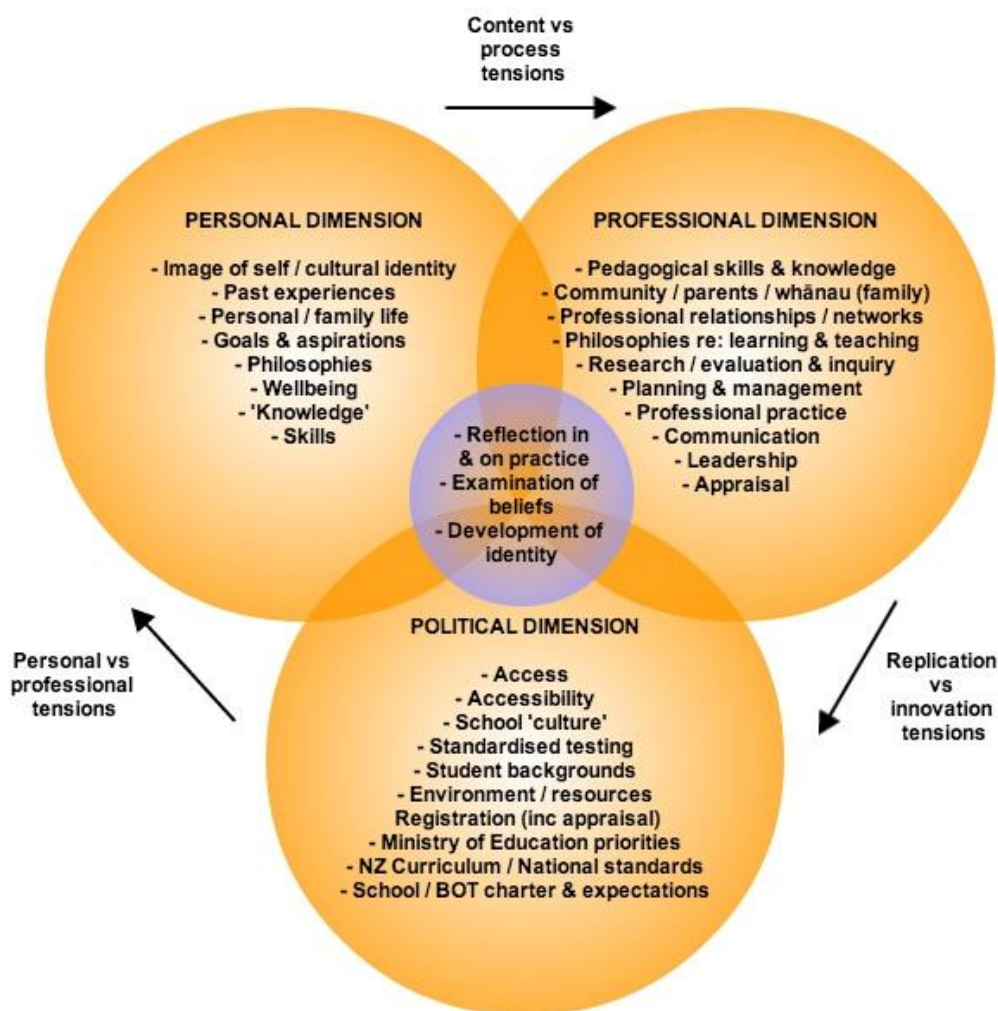 Content vs
process
tensions
PERSONAL DIMENSION
- Image of self / cultural identity
- Past experiences
- Personal / family life
- Goals & aspirations
- Philosophies
- Wellbeing
- 'Knowledge'
- Skills
PROFESSIONAL DIMENSION
- Pedagogical skills & knowledge
- Community / parents / whānau (family)
- Professional relationships / networks
- Philosophies re: learning & teaching
- Research / evaluation & inquiry
- Planning & management
- Professional practice
- Communication
- Leadership
- Appraisal
- Reflection in
& on practice
- Examination of
beliefs
- Development of
identity
POLITICAL DIMENSION
- Access
- Accessibility
- School 'culture'
- Standardised testing
- Student backgrounds
- Environment / resources
Registration (inc appraisal)
- Ministry of Education priorities
- NZ Curriculum / National standards
- School / BOT charter & expectations
Personal vs
professional
tensions
Replication
vs
innovation
tensions